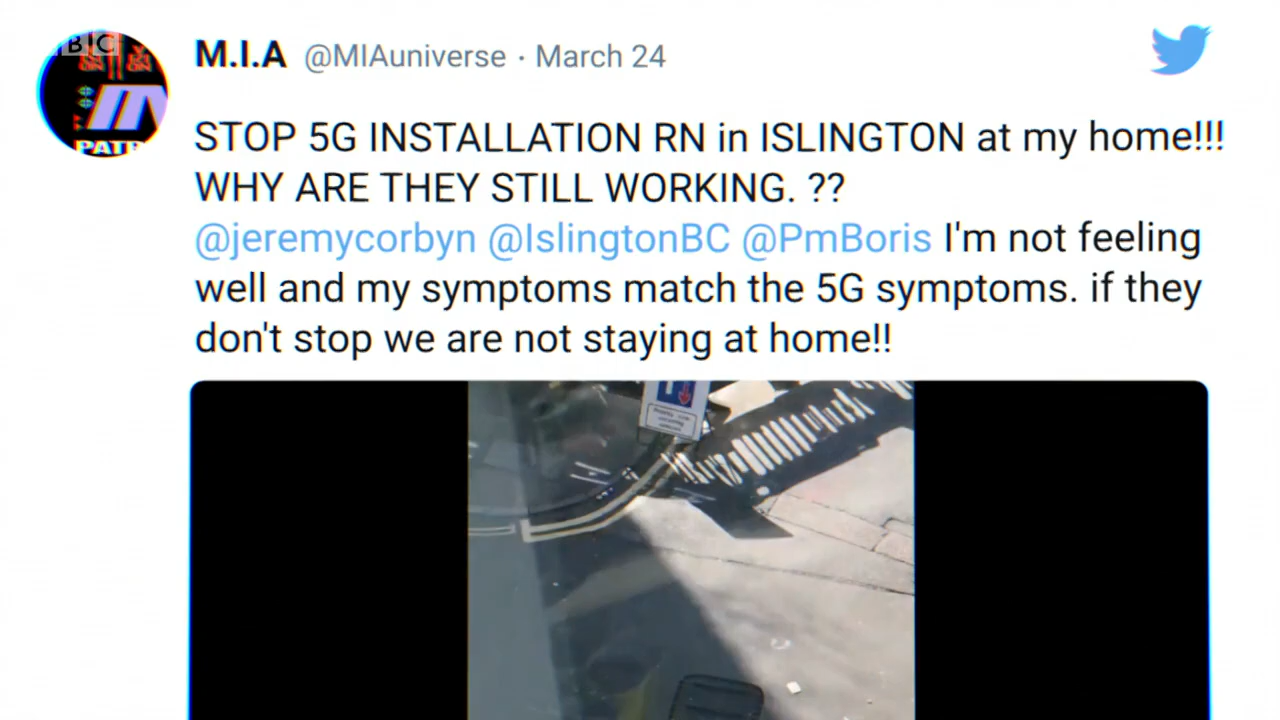 BBC
M.I.A @MIAuniverse · March 24
STOP 5G INSTALLATION RN in ISLINGTON at my home!!!
WHY ARE THEY STILL WORKING. ??
@jeremycorbyn @IslingtonBC @PmBoris I'm not feeling
well and my symptoms match the 5G symptoms. if they
don't stop we are not staying at home!!